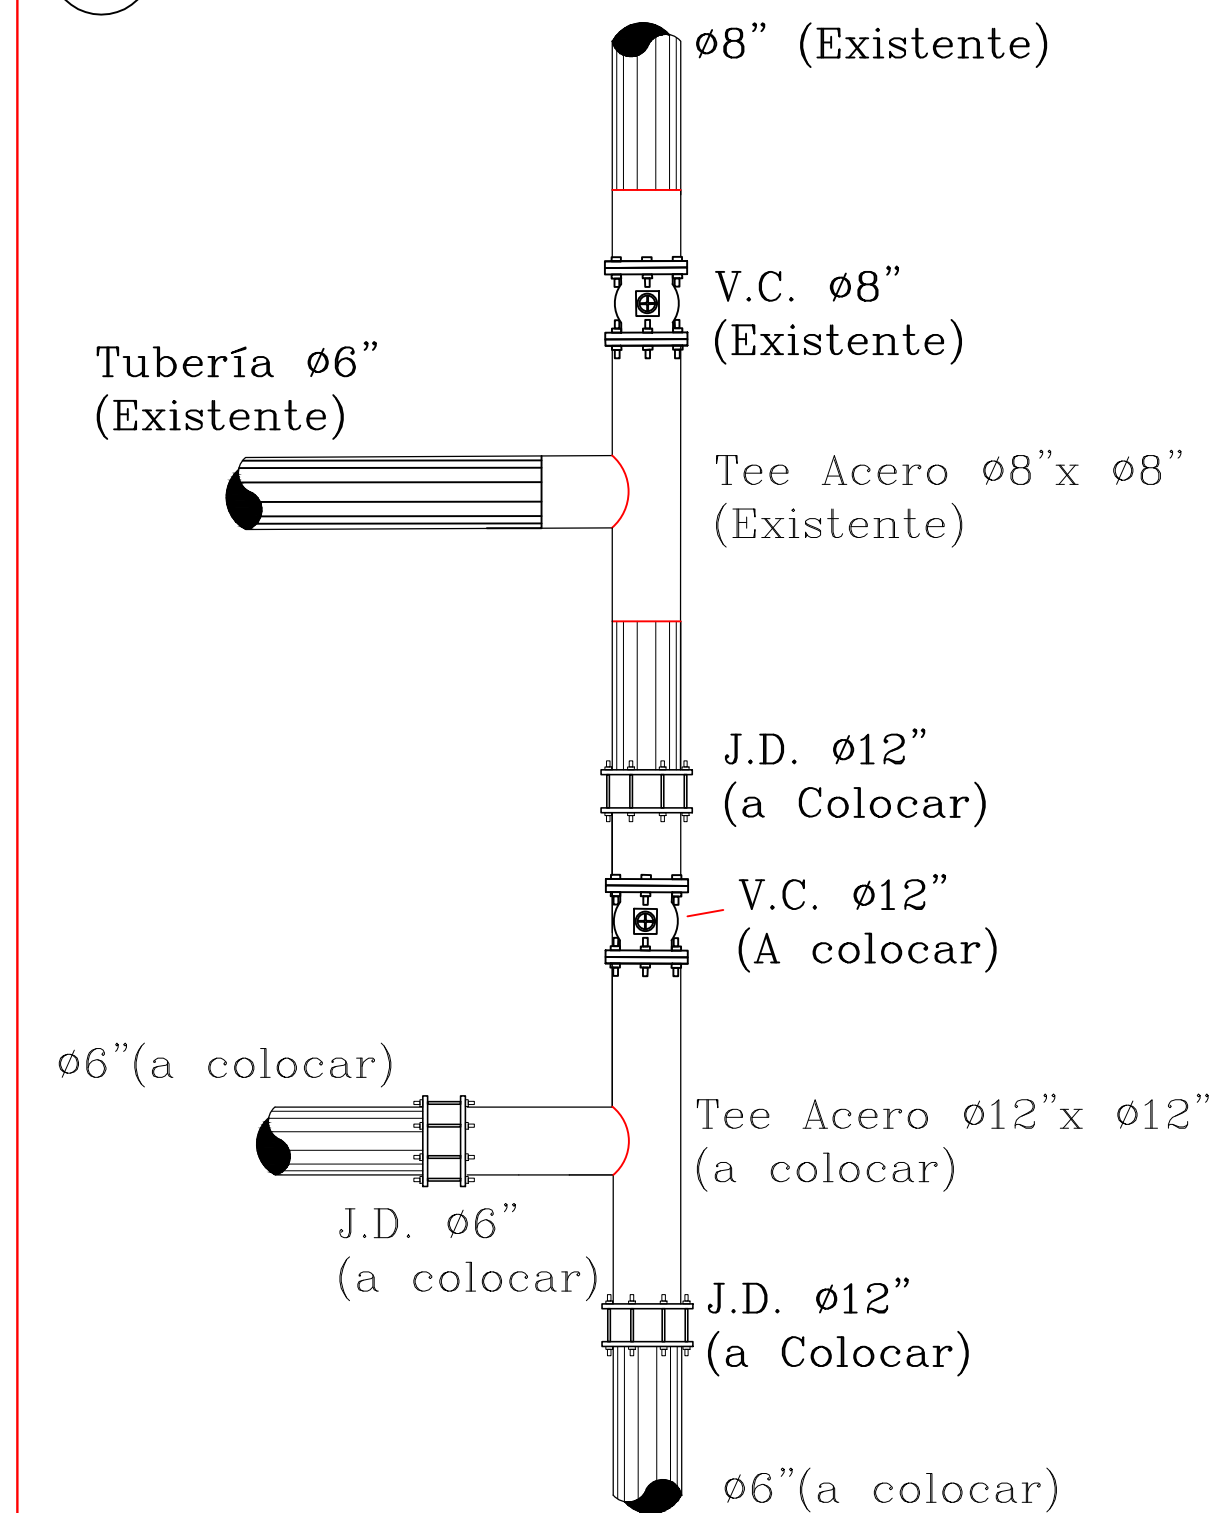 ø8" (Existente)
V.C. ø8"
(Existente)
Tubería ø6"
(Existente)
Tee Acero ø8"x ø8"
(Existente)
J.D. ø12"
(a Colocar)
V.C. ø12"
(A colocar)
ø6"(a colocar)
Tee Acero ø12"x ø12"
(a colocar)
J.D. ø6"
(a colocar)
J.D. ø12"
(a Colocar)
ø6"(a colocar)